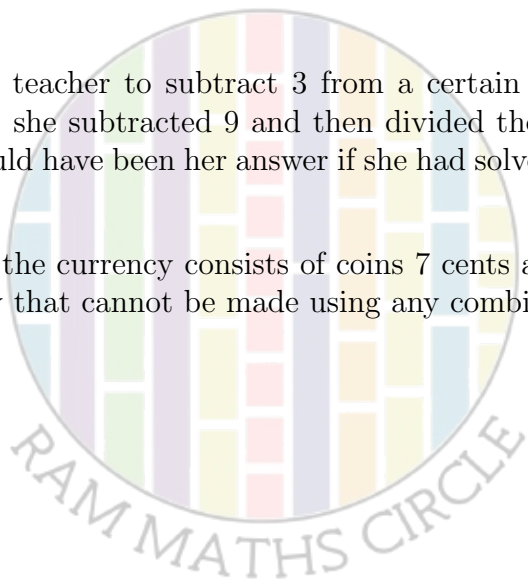 teacher to subtract 3 from a certain
she subtracted 9 and then divided the
uld have been her answer if she had solve
the currency consists of coins 7 cents a
that cannot be made using any combi
RAM MATHS CIRCLE